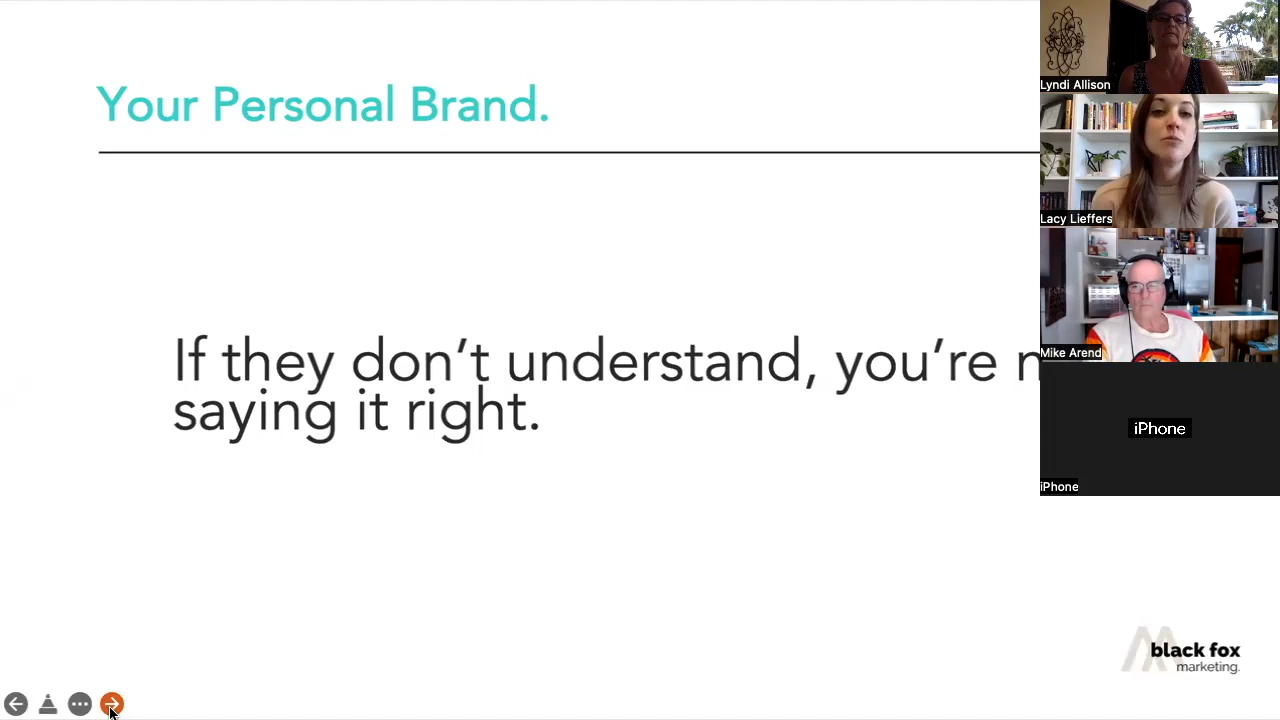 Your Personal Brand.
If they don’t understand, you’re
saying it right.
Lyndi Allison
Lacy Lieffers
Mike Arend
iPhone
iPhone
black fox
marketing.